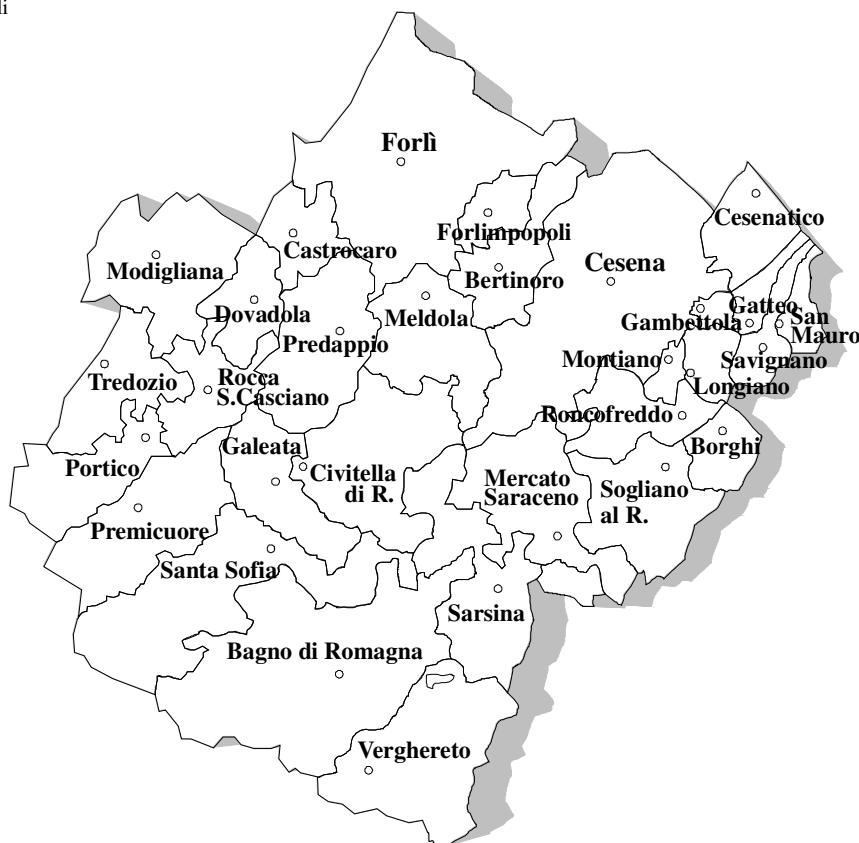 li
Forlì
Cesenatico
Forlimpopoli
Castrocaro
Cesena
Modigliana
Bertinoro
Gatteo
Dovadola
Meldola
Gambettola
San
Mauro
Predappio
Montiano
Savignano
Tredozio
Rocca
S.Casciano
Longiano
Roncofreddo
Galeata
Borghi
Portico
Civitella
di R.
Mercato
Saraceno
Sogliano
al R.
Premicuore
Santa Sofia
Sarsina
Bagno di Romagna
Verghereto